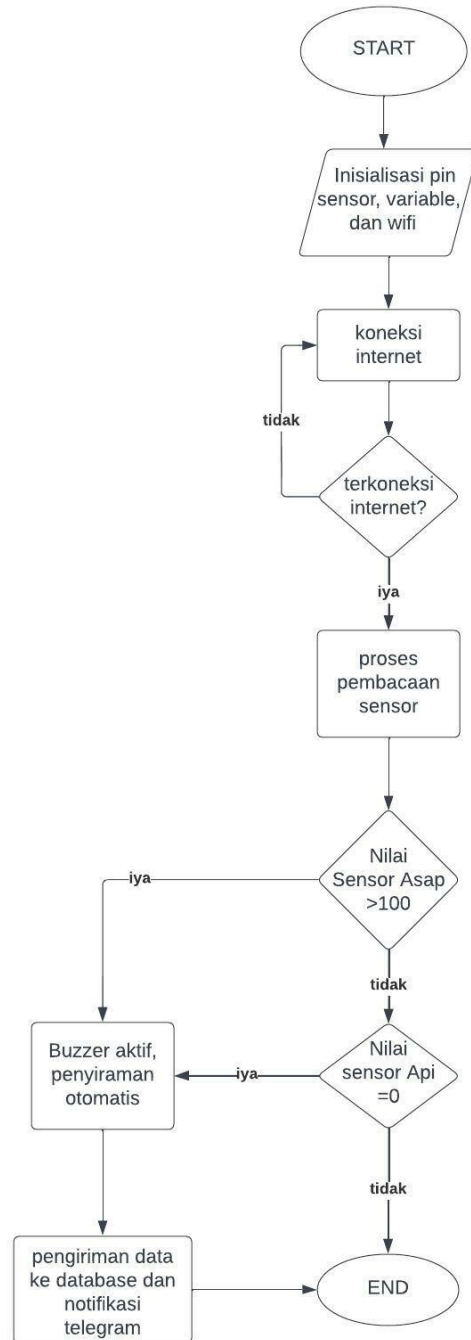 START
Inisialisasi pin
sensor, variable,
dan wifi
koneksi
internet
tidak
terkoneksi
internet?
iya
proses
pembacaan
sensor
Nilai
Sensor Asap
>100
iya
tidak
Buzzer aktif,
penyiraman
otomatis
iya
Nilai
sensor Api
=0
tidak
pengiriman data
ke database dan
notifikasi
telegram
END